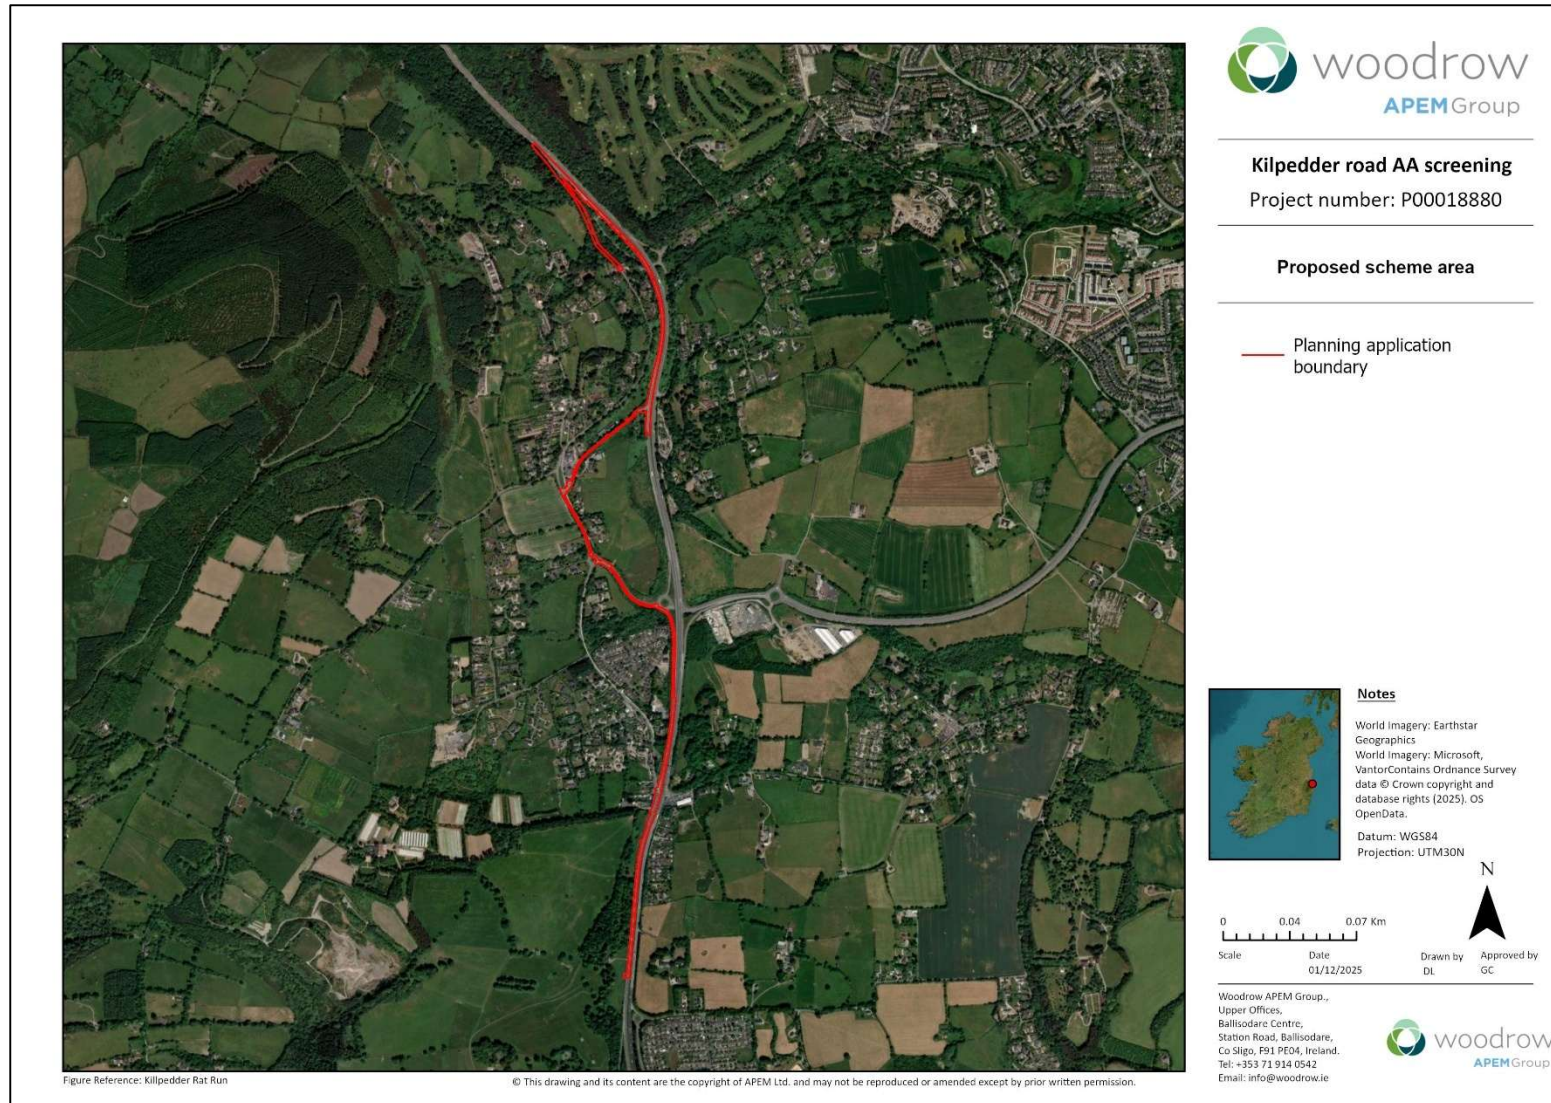 woodrow
APEM Group
Kilpedder road AA screening
Project number: P00018880
Proposed scheme area
Planning application
boundary
Notes
World Imagery: Earthstar
Geographics
World Imagery: Microsoft,
VantorContains Ordnance Survey
data © Crown copyright and
database rights (2025). OS
OpenData.
Datum: WGS84
Projection: UTM30N
N
0 0.04 0.07 Km
Scale Date Drawn by Approved by
01/12/2025 DL GC
Woodrow APEM Group.,
Upper Offices,
Ballisodare Centre,
Station Road, Ballisodare,
Co Sligo, F91 PE04, Ireland.
Tel: +353 71 914 0542
Email: info@woodrow.ie
woodrow
APEM Group
Figure Reference: Killpedder Rat Run
© This drawing and its content are the copyright of APEM Ltd. and may not be reproduced or amended except by prior written permission.